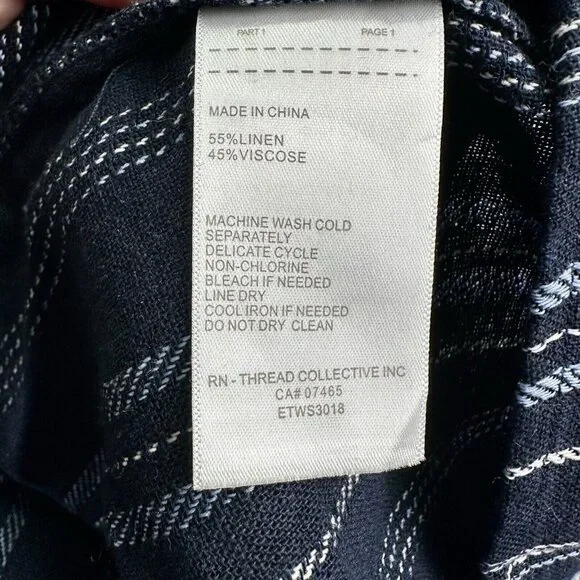 PART 1 PAGE 1
MADE IN CHINA
55%LINEN
45%VISCOSE
MACHINE WASH COLD
SEPARATELY
DELICATE CYCLE
NON-CHLORINE
BLEACH IF NEEDED
LINE DRY
COOL IRON IF NEEDED
DO NOT DRY CLEAN
RN - THREAD COLLECTIVE INC
CA# 07465
ETWS3018